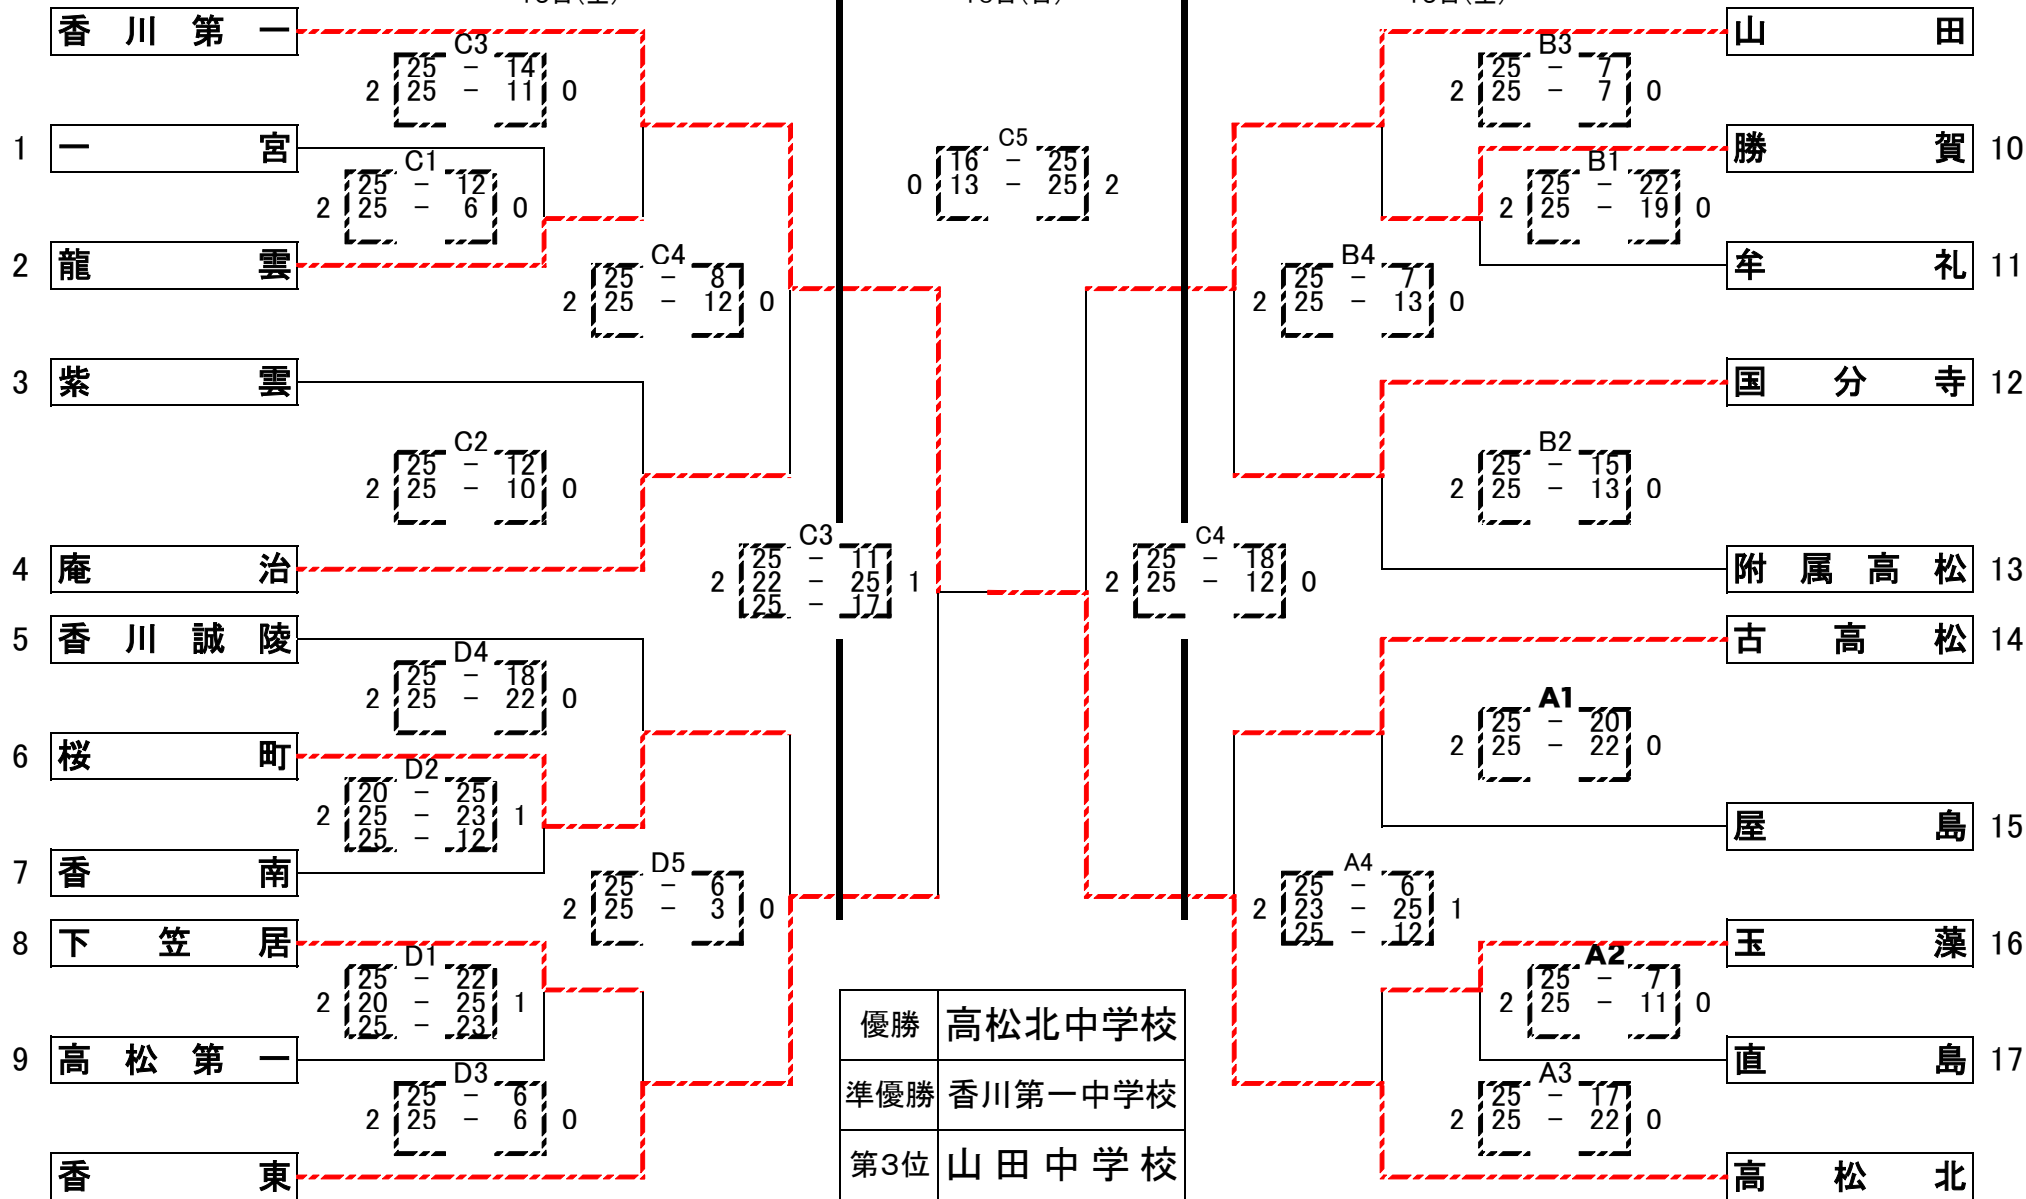 香川第一
C3
25 - 14
2 25 - 11 0
1 一宮
C1
25 - 12
2 25 - 6 0
2 龍雲
C4
25 - 8
2 25 - 12 0
3 紫雲
C2
25 - 12
2 25 - 10 0
4 庵治
C3
25 - 11
2 22 - 25 1
25 - 17
5 香川誠陵
D4
25 - 18
2 25 - 22 0
6 桜町
D2
20 - 25
2 25 - 23 1
25 - 12
7 香南
D5
25 - 6
2 25 - 3 0
8 下笠居
D1
25 - 22
2 20 - 25 1
25 - 23
9 高松第一
D3
25 - 6
2 25 - 6 0
香東
C5
16 - 25
0 13 - 25 2
山田
B3
25 - 7
2 25 - 7 0
勝賀 10
B1
25 - 22
2 25 - 19 0
牟礼 11
B4
25 - 7
2 25 - 13 0
国分寺 12
B2
25 - 15
2 25 - 13 0
附属高松 13
C4
25 - 18
2 25 - 12 0
古高松 14
A1
25 - 20
2 25 - 22 0
屋島 15
A4
25 - 6
2 23 - 25 1
25 - 12
玉藻 16
A2
25 - 7
2 25 - 11 0
直島 17
A3
25 - 17
2 25 - 22 0
高松北
優勝 高松北中学校
準優勝 香川第一中学校
第3位 山田中学校